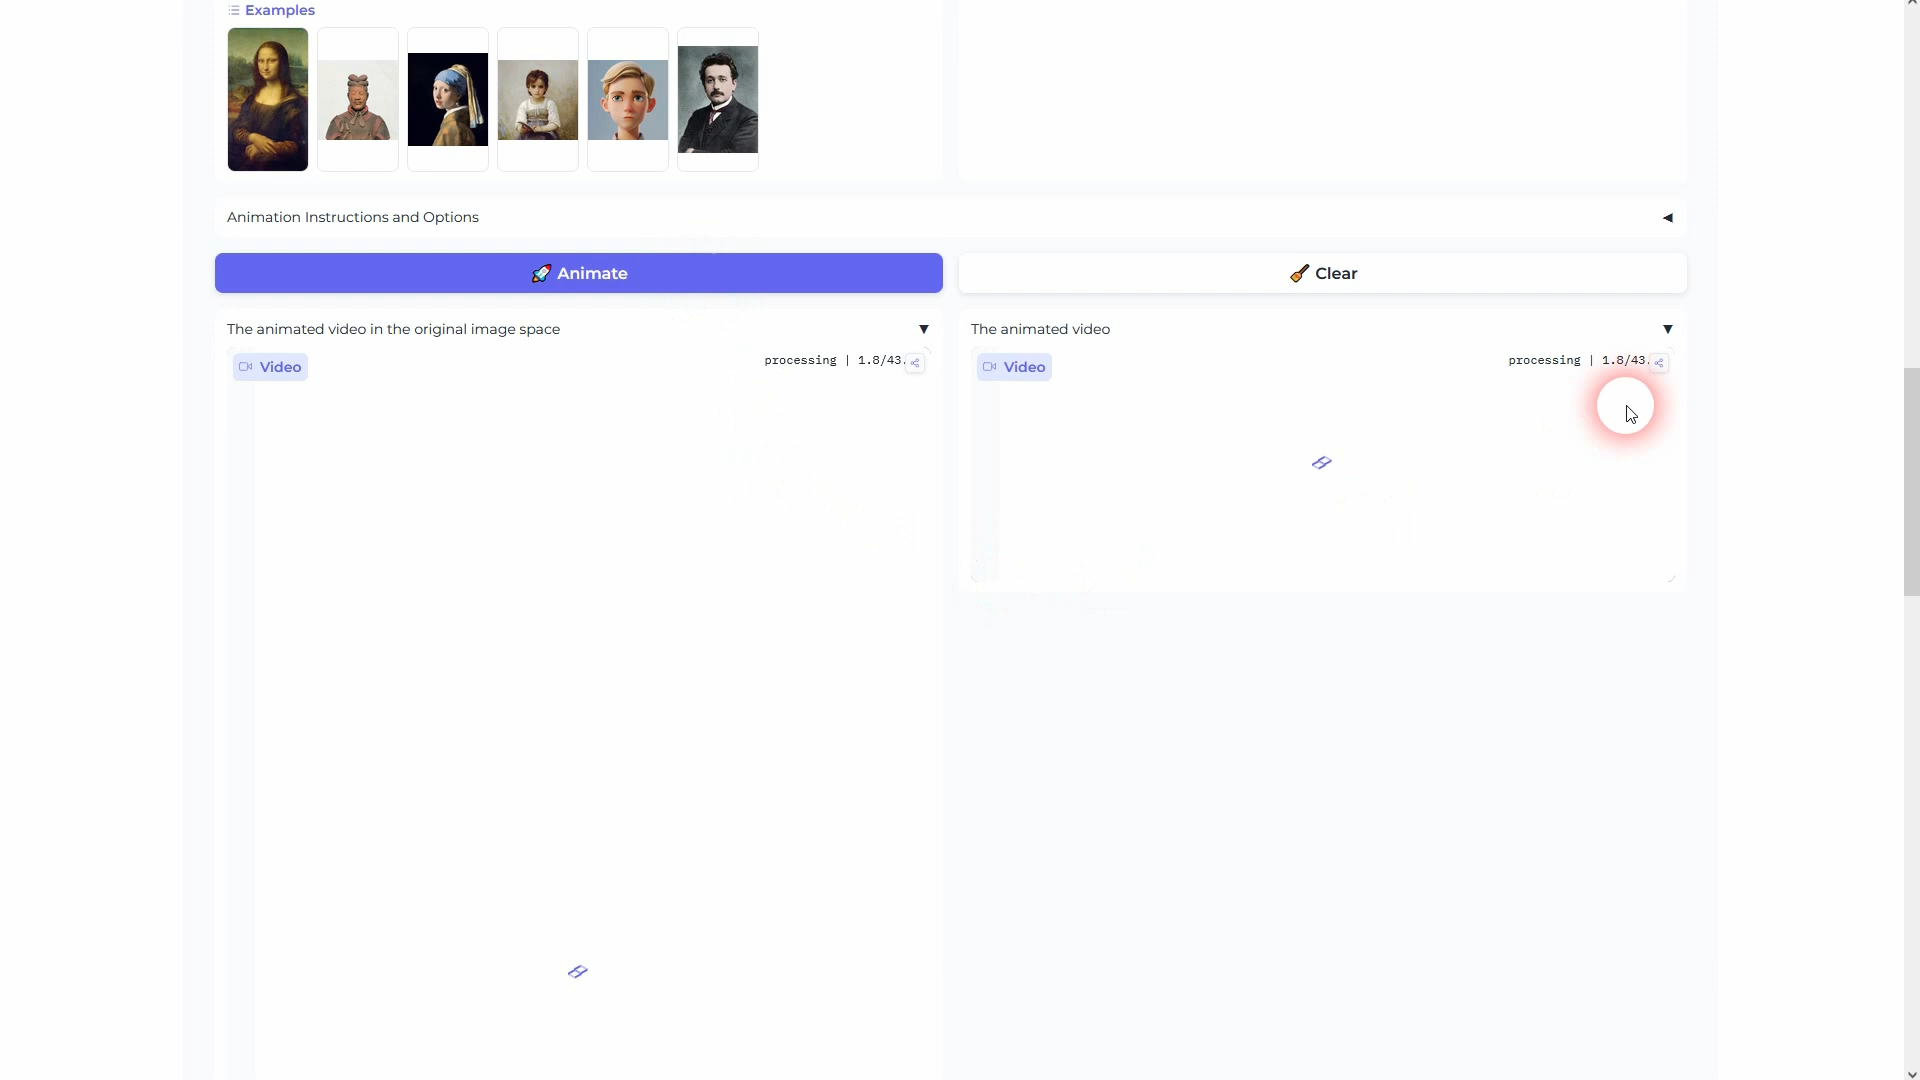 Examples
Animation Instructions and Options
🚀 Animate
🧹 Clear
The animated video in the original image space
The animated video
Video
processing | 1.8/43.
Video
processing | 1.8/43.